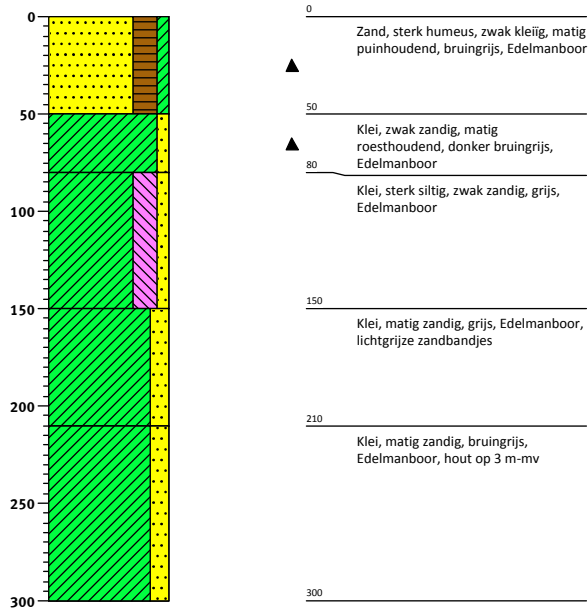 0
50
100
150
200
250
300
0
Zand, sterk humeus, zwak kleiïg, matig
puinhoudend, bruingrijs, Edelmanboor
50
Klei, zwak zandig, matig
roesthoudend, donker bruingrijs,
Edelmanboor
80
Klei, sterk siltig, zwak zandig, grijs,
Edelmanboor
150
Klei, matig zandig, grijs, Edelmanboor,
lichtgrijze zandbandjes
210
Klei, matig zandig, bruingrijs,
Edelmanboor, hout op 3 m-mv
300